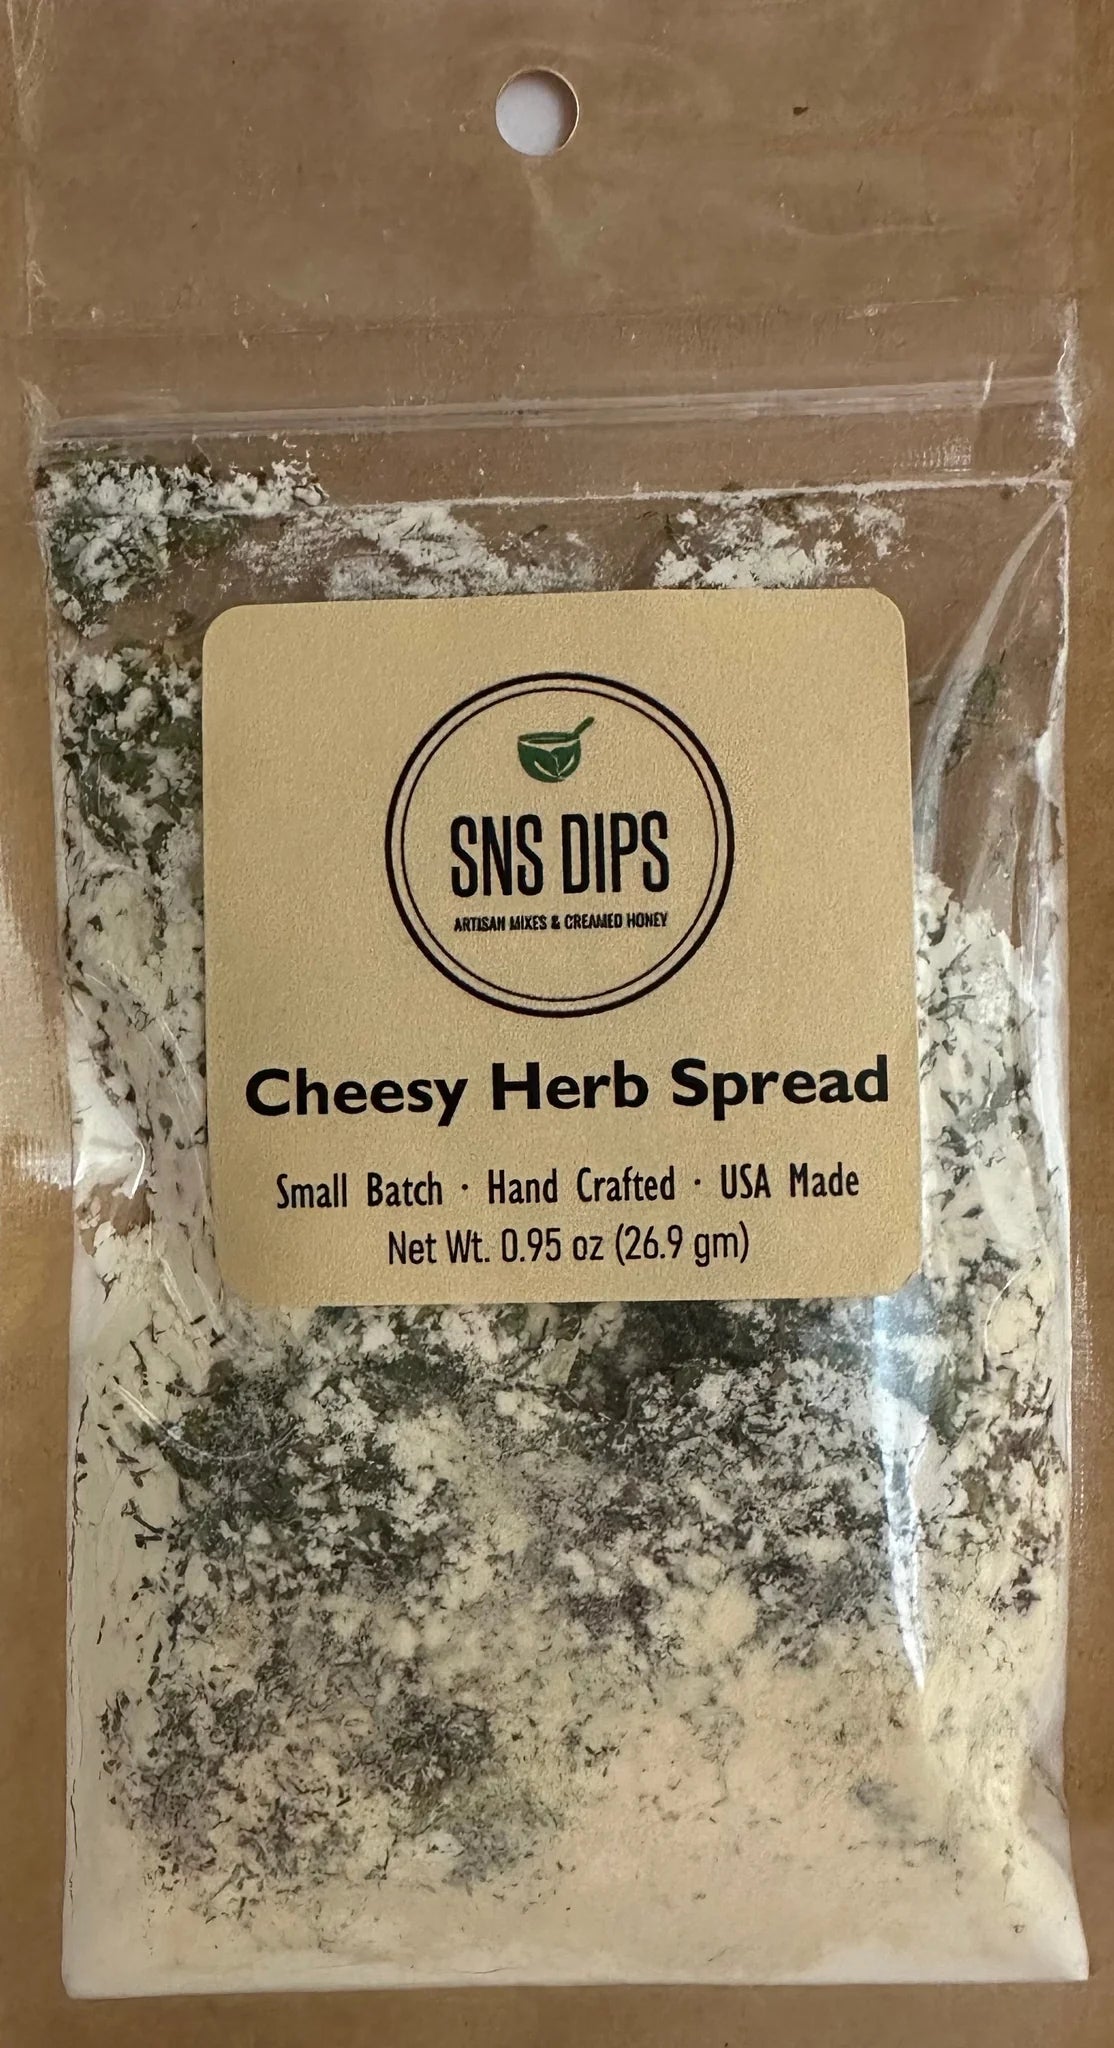 SNS DIPS
ARTISAN MIXES & CREAMED HONEY
Cheesy Herb Spread
Small Batch · Hand Crafted · USA Made
Net Wt. 0.95 oz (26.9 gm)